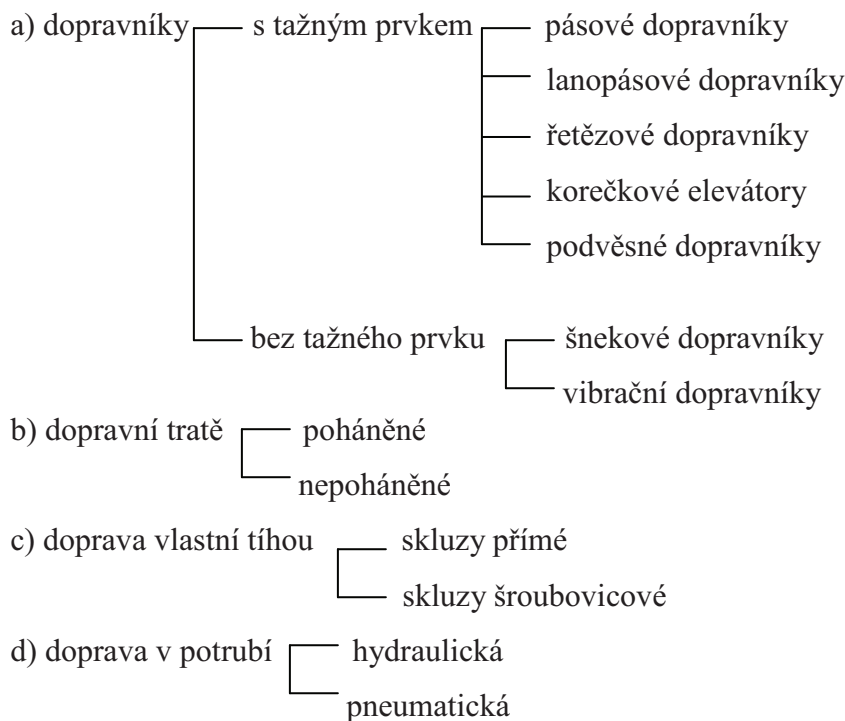 a) dopravníky s tažným prvkem pásové dopravníky
lanopásové dopravníky
řetězové dopravníky
korečkové elevátory
podvěsné dopravníky
bez tažného prvku šnekové dopravníky
vibrační dopravníky
b) dopravní tratě poháněné
nepoháněné
c) doprava vlastní tíhou skluzy přímé
skluzy šroubovicové
d) doprava v potrubí hydraulická
pneumatická